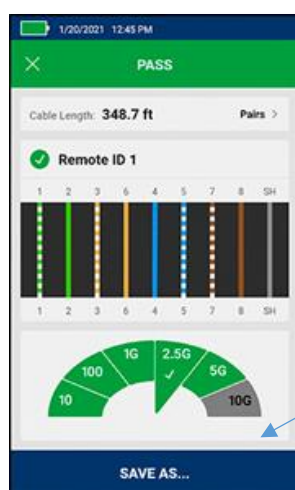 1/20/2021 12:45 PM
PASS
Cable Length: 348.7 ft Pairs >
Remote ID 1
1 2 3 6 4 5 7 8 SH
1 2 3 6 4 5 7 8 SH
10 100 1G 2.5G 5G 10G
SAVE AS...